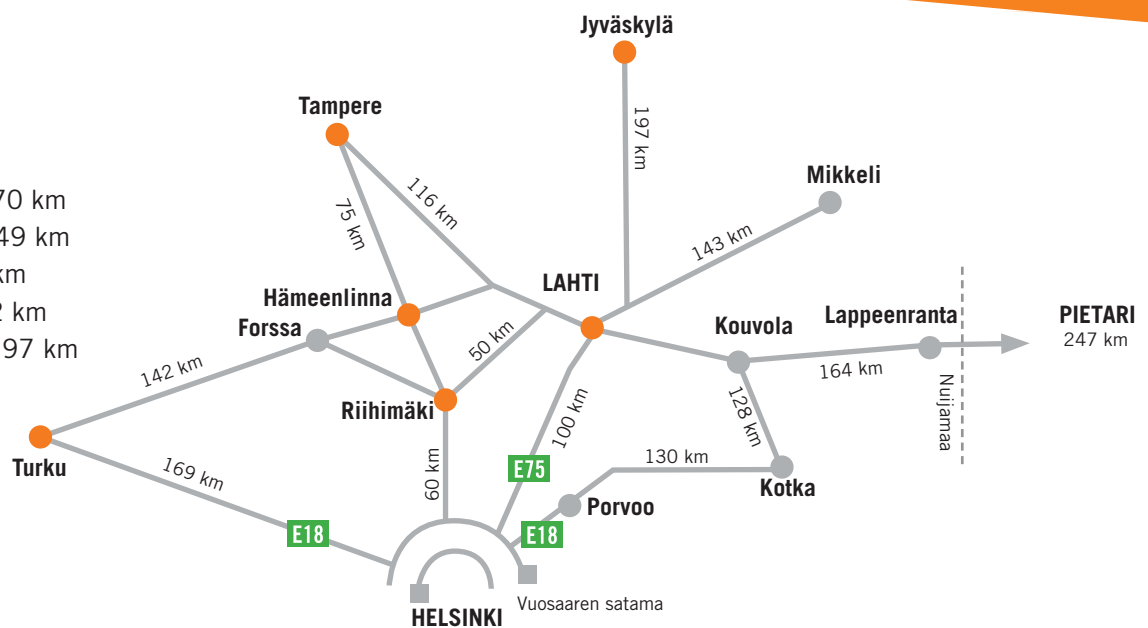 Jyväskylä
Tampere
197 km
Mikkeli
70 km
49 km
km
2 km
97 km
116 km
75 km
143 km
LAHTI
Hämeenlinna
Forssa
50 km
Kouvola
Lappeenranta
PIETARI
247 km
142 km
164 km
Nuijamaa
Riihimäki
100 km
128 km
Turku
169 km
60 km
E75
130 km
Kotka
Porvoo
E18
E18
Vuosaaren satama
HELSINKI